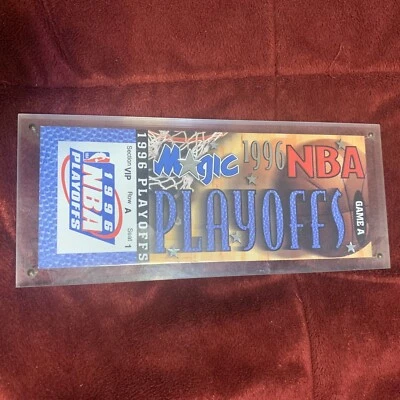 1996
NBA
PLAYOFFS
Section VIP Row A Seat 1
1996 PLAYOFFS
Magic
1996 NBA
PLAYOFFS
GAME A